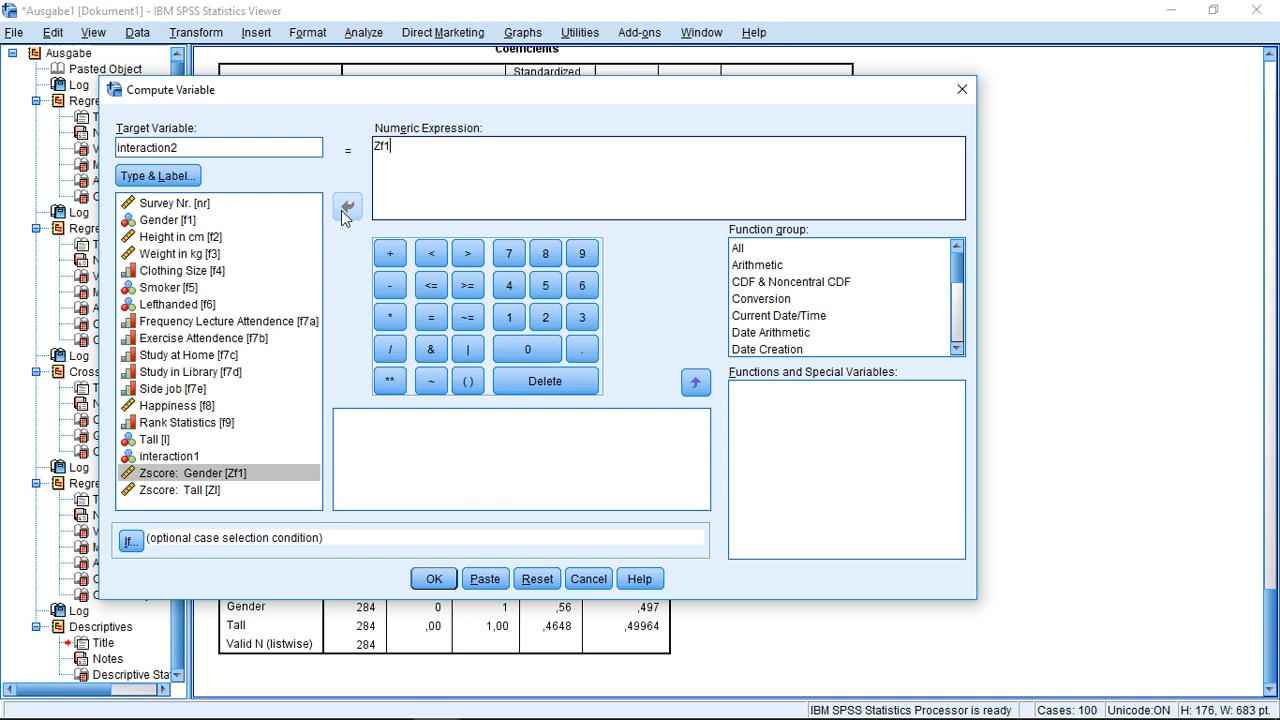 *Ausgabe1 [Dokument1] - IBM SPSS Statistics Viewer
File Edit View Data Transform Insert Format Analyze Direct Marketing Graphs Utilities Add-ons Window Help
Ausgabe
Pasted Object
Log
Regre
Log
Regre
Log
Cross
Log
Regre
Log
Descriptives
Title
Notes
Descriptive Sta
Coefficients
Standardized
Compute Variable
Target Variable:
interaction2
=
Numeric Expression:
Zf1
Type & Label...
Survey Nr. [nr]
Gender [f1]
Height in cm [f2]
Weight in kg [f3]
Clothing Size [f4]
Smoker [f5]
Lefthanded [f6]
Frequency Lecture Attendence [f7a]
Exercise Attendence [f7b]
Study at Home [f7c]
Study in Library [f7d]
Side job [f7e]
Happiness [f8]
Rank Statistics [f9]
Tall [l]
interaction1
Zscore: Gender [Zf1]
Zscore: Tall [Zl]
+ < > 7 8 9
- <= >= 4 5 6
* = ~= 1 2 3
/ & | 0 .
** ~ ( ) Delete
Function group:
All
Arithmetic
CDF & Noncentral CDF
Conversion
Current Date/Time
Date Arithmetic
Date Creation
Functions and Special Variables:
If... (optional case selection condition)
OK Paste Reset Cancel Help
Gender 284 0 1 ,56 ,497
Tall 284 ,00 1,00 ,4648 ,49964
Valid N (listwise) 284
IBM SPSS Statistics Processor is ready Cases: 100 Unicode:ON H: 176, W: 683 pt.